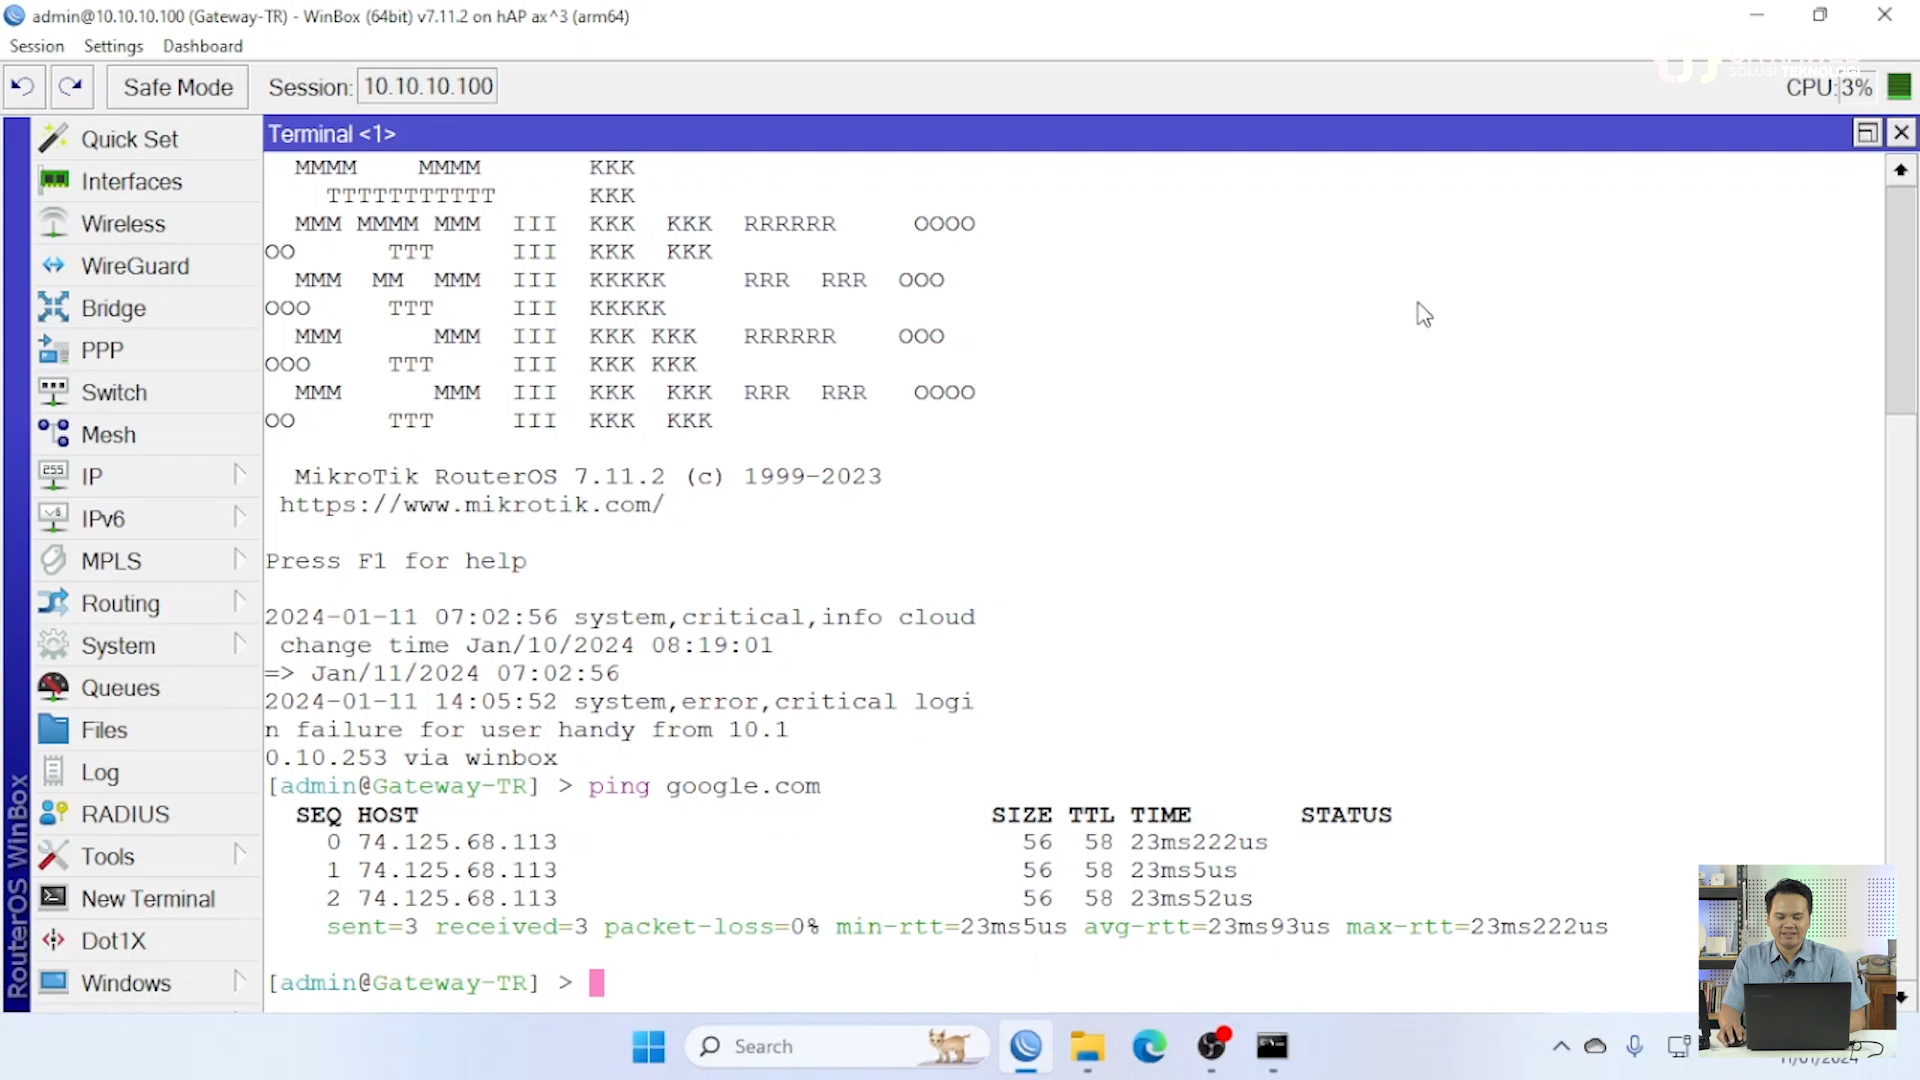 admin@10.10.10.100 (Gateway-TR) - WinBox (64bit) v7.11.2 on hAP ax^3 (arm64)
Session Settings Dashboard
Safe Mode Session: 10.10.10.100 CPU: 3%
SOLUSI TEKNOLOGI
Quick Set
Interfaces
Wireless
WireGuard
Bridge
PPP
Switch
Mesh
IP
IPv6
MPLS
Routing
System
Queues
Files
Log
RADIUS
Tools
New Terminal
Dot1X
Windows
RouterOS WinBox
Terminal <1>
MMMM MMMM KKK
TTTTTTTTTTT KKK
MMM MMMM MMM III KKK KKK RRRRRR OOOO
OO TTT III KKK KKK
MMM MM MMM III KKKKK RRR RRR OOO
OOO TTT III KKKKK
MMM MMM III KKK KKK RRRRRR OOO
OOO TTT III KKK KKK
MMM MMM III KKK KKK RRR RRR OOOO
OO TTT III KKK KKK
MikroTik RouterOS 7.11.2 (c) 1999-2023
https://www.mikrotik.com/
Press F1 for help
2024-01-11 07:02:56 system,critical,info cloud
change time Jan/10/2024 08:19:01
=> Jan/11/2024 07:02:56
2024-01-11 14:05:52 system,error,critical logi
n failure for user handy from 10.1
0.10.253 via winbox
[admin@Gateway-TR] > ping google.com
SEQ HOST SIZE TTL TIME STATUS
0 74.125.68.113 56 58 23ms222us
1 74.125.68.113 56 58 23ms5us
2 74.125.68.113 56 58 23ms52us
sent=3 received=3 packet-loss=0% min-rtt=23ms5us avg-rtt=23ms93us max-rtt=23ms222us
[admin@Gateway-TR] >
Search
11/01/2024